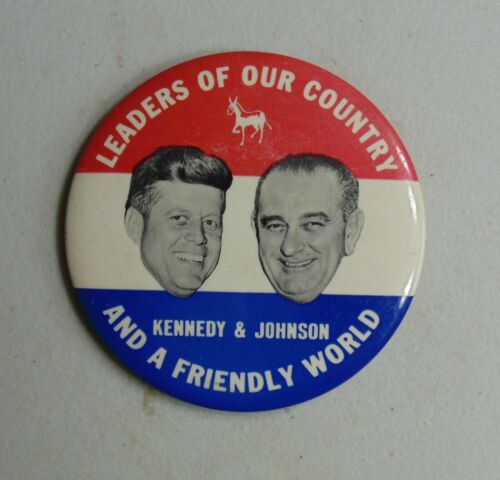 LEADERS OF OUR COUNTRY
KENNEDY & JOHNSON
AND A FRIENDLY WORLD